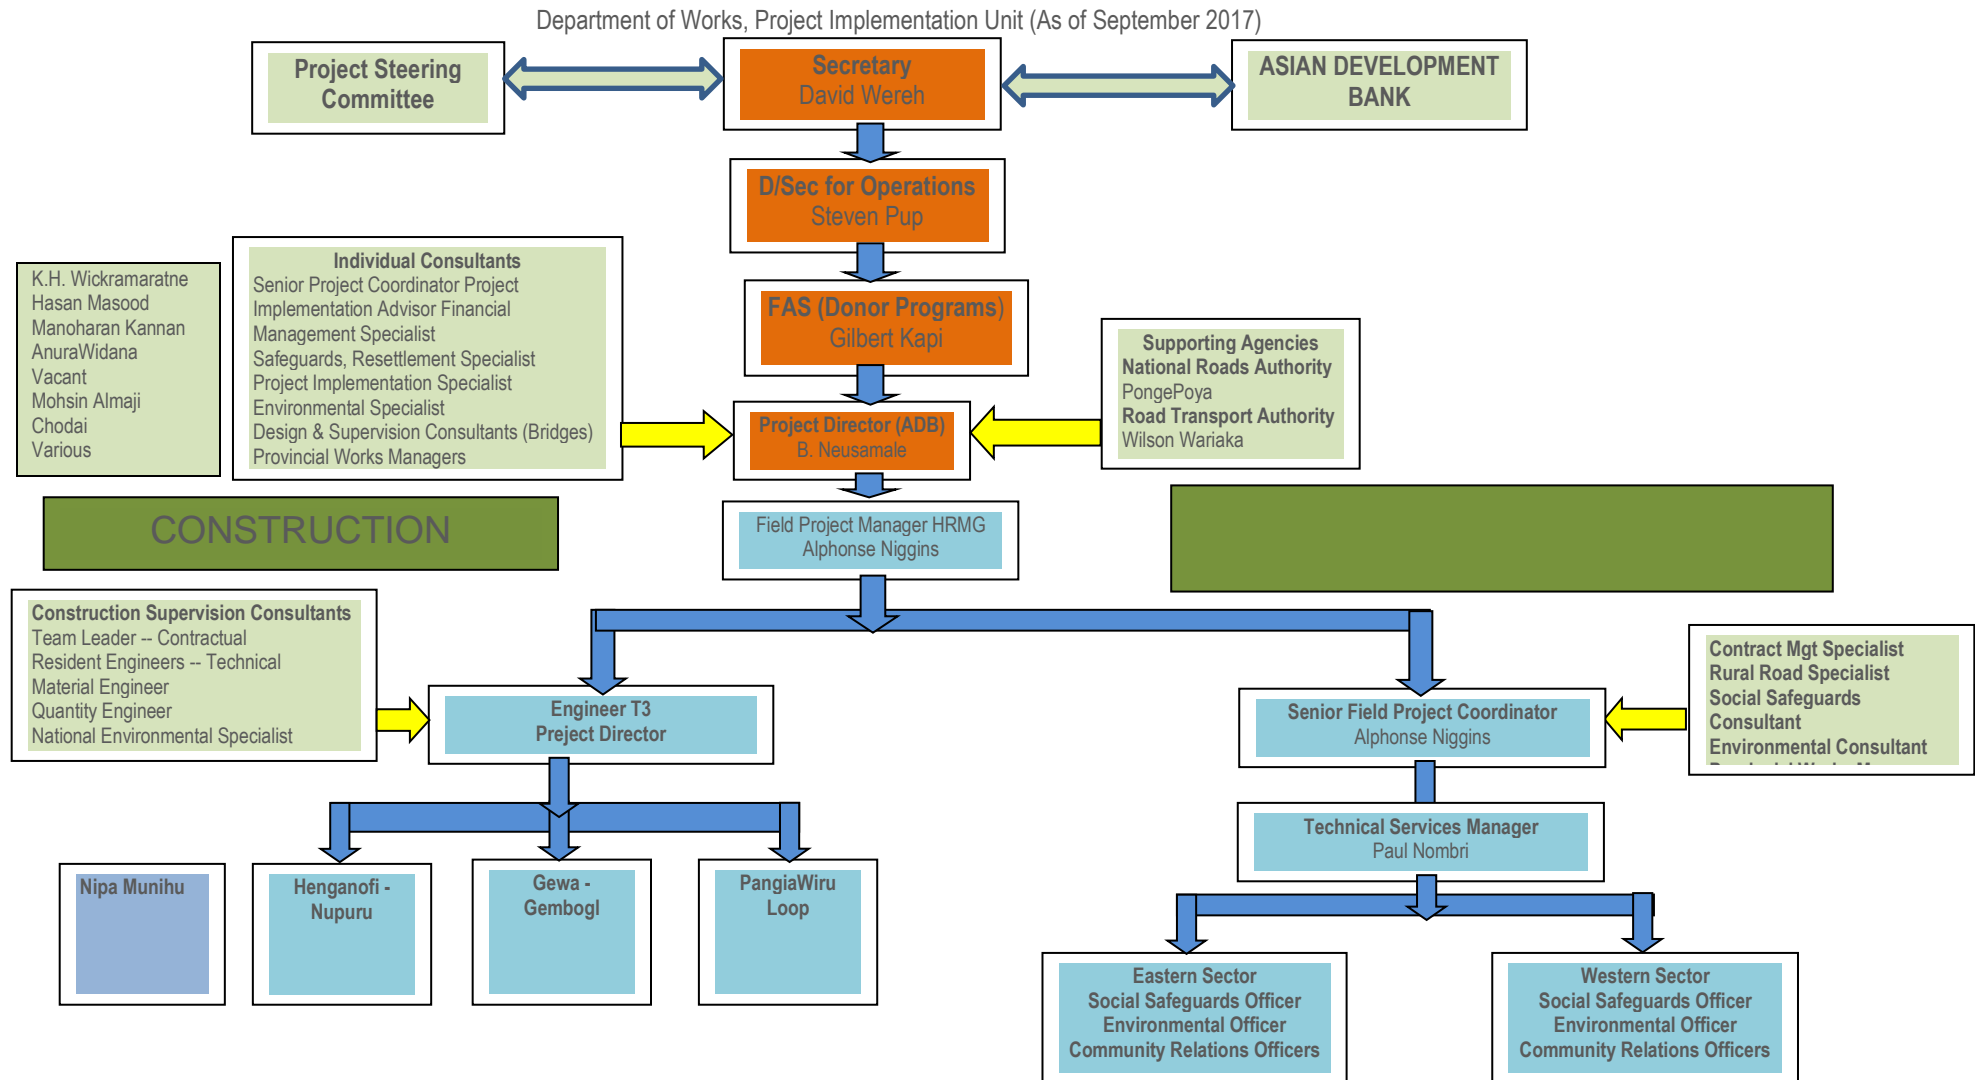 Department of Works, Project Implementation Unit (As of September 2017)
Project Steering
Committee
Secretary
David Wereh
ASIAN DEVELOPMENT
BANK
D/Sec for Operations
Steven Pup
K.H. Wickramaratne
Hasan Masood
Manoharan Kannan
AnuraWidana
Vacant
Mohsin Almaji
Chodai
Various
Individual Consultants
Senior Project Coordinator Project
Implementation Advisor Financial
Management Specialist
Safeguards, Resettlement Specialist
Project Implementation Specialist
Environmental Specialist
Design & Supervision Consultants (Bridges)
Provincial Works Managers
FAS (Donor Programs)
Gilbert Kapi
Supporting Agencies
National Roads Authority
PongePoya
Road Transport Authority
Wilson Wariaka
Project Director (ADB)
B. Neusamale
CONSTRUCTION
Field Project Manager HRMG
Alphonse Niggins
Construction Supervision Consultants
Team Leader -- Contractual
Resident Engineers -- Technical
Material Engineer
Quantity Engineer
National Environmental Specialist
Engineer T3
Preject Director
Senior Field Project Coordinator
Alphonse Niggins
Contract Mgt Specialist
Rural Road Specialist
Social Safeguards
Consultant
Environmental Consultant
Technical Services Manager
Paul Nombri
Nipa Munihu
Henganofi -
Nupuru
Gewa -
Gembogl
PangiaWiru
Loop
Eastern Sector
Social Safeguards Officer
Environmental Officer
Community Relations Officers
Western Sector
Social Safeguards Officer
Environmental Officer
Community Relations Officers